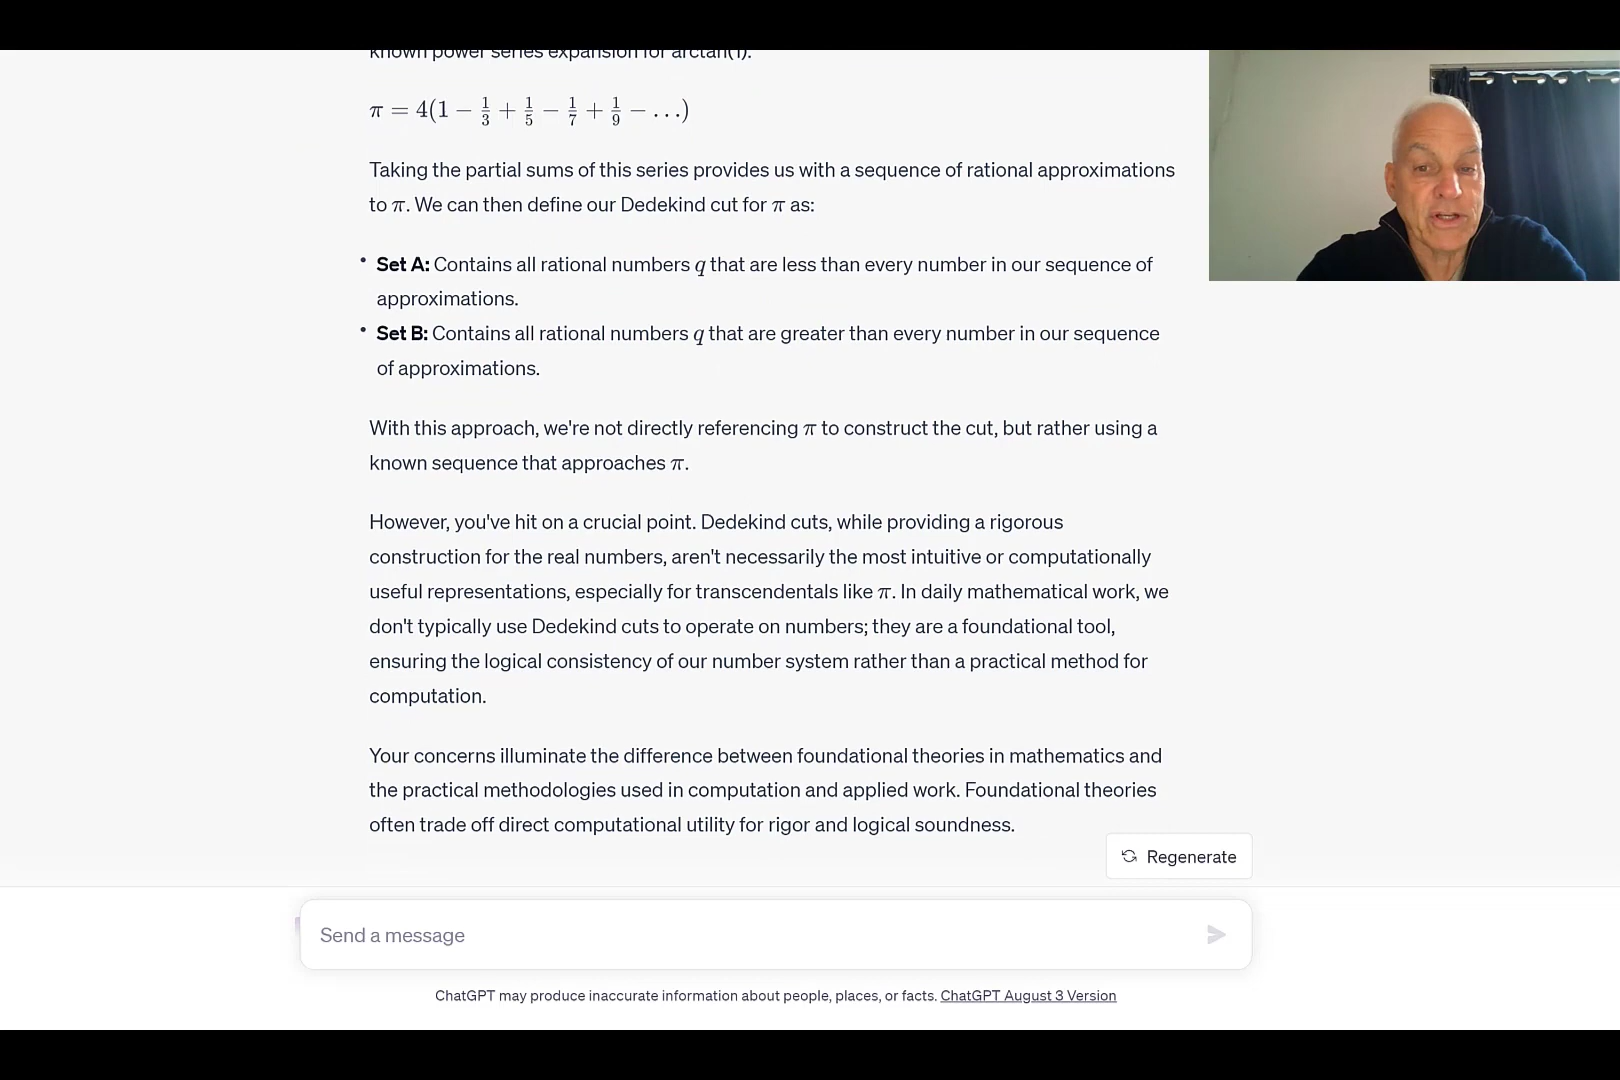 known power series expansion for arctan(1).
π = 4(1 − 1/3 + 1/5 − 1/7 + 1/9 − …)
Taking the partial sums of this series provides us with a sequence of rational approximations
to π. We can then define our Dedekind cut for π as:
• Set A: Contains all rational numbers q that are less than every number in our sequence of
approximations.
• Set B: Contains all rational numbers q that are greater than every number in our sequence
of approximations.
With this approach, we're not directly referencing π to construct the cut, but rather using a
known sequence that approaches π.
However, you've hit on a crucial point. Dedekind cuts, while providing a rigorous
construction for the real numbers, aren't necessarily the most intuitive or computationally
useful representations, especially for transcendentals like π. In daily mathematical work, we
don't typically use Dedekind cuts to operate on numbers; they are a foundational tool,
ensuring the logical consistency of our number system rather than a practical method for
computation.
Your concerns illuminate the difference between foundational theories in mathematics and
the practical methodologies used in computation and applied work. Foundational theories
often trade off direct computational utility for rigor and logical soundness.
Regenerate
Send a message
ChatGPT may produce inaccurate information about people, places, or facts. ChatGPT August 3 Version